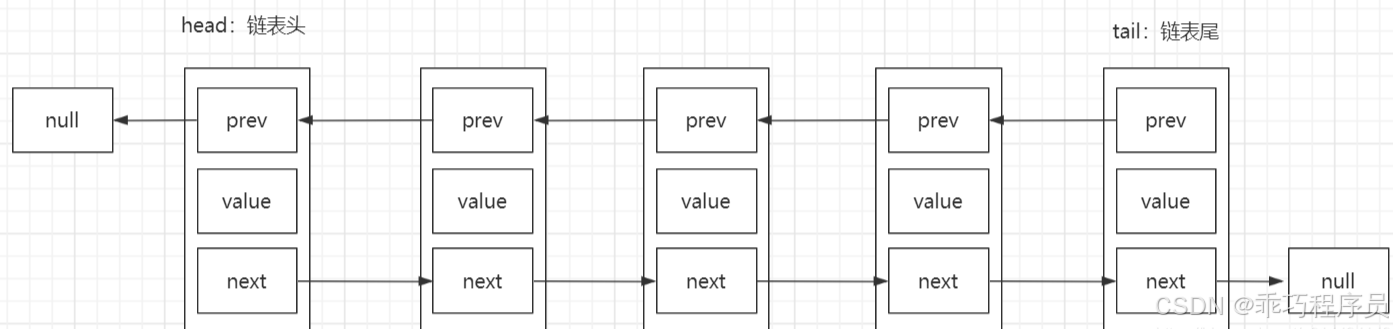 head：链表头
tail：链表尾
null
prev
prev
prev
prev
prev
value
value
value
value
value
next
next
next
next
next
null
CSDN @乖巧程序员